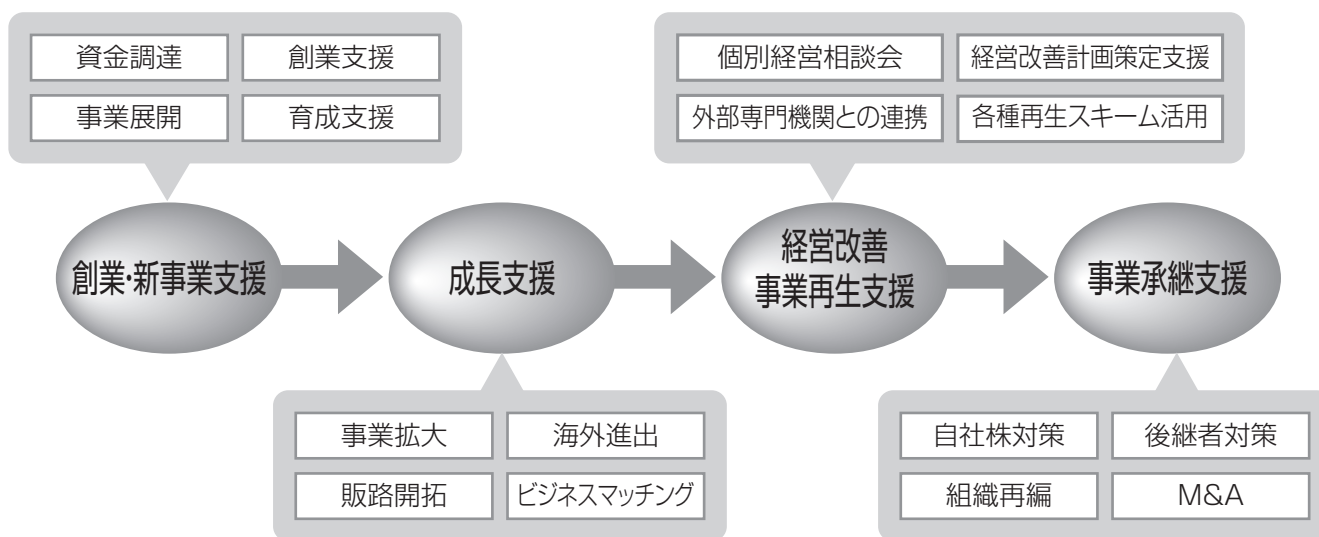 資金調達
創業支援
事業展開
育成支援
個別経営相談会
経営改善計画策定支援
外部専門機関との連携
各種再生スキーム活用
創業・新事業支援
成長支援
経営改善
事業再生支援
事業承継支援
事業拡大
海外進出
販路開拓
ビジネスマッチング
自社株対策
後継者対策
組織再編
M&A